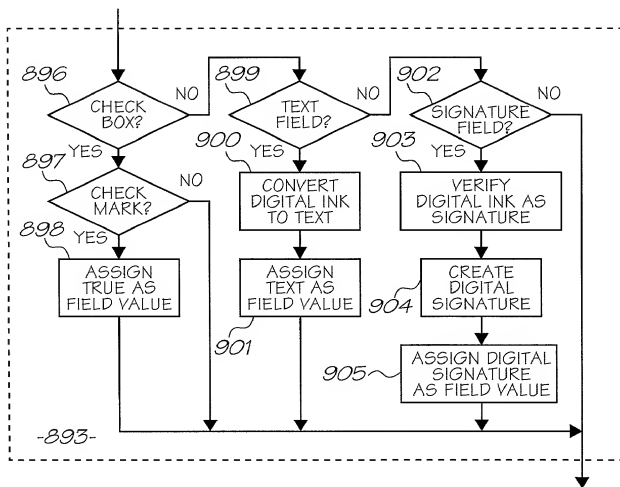 896
CHECK
BOX?
NO
YES
897
CHECK
MARK?
NO
YES
898
ASSIGN
TRUE AS
FIELD VALUE
899
TEXT
FIELD?
NO
YES
900
CONVERT
DIGITAL INK
TO TEXT
ASSIGN
TEXT AS
FIELD VALUE
901
902
SIGNATURE
FIELD?
NO
YES
903
VERIFY
DIGITAL INK AS
SIGNATURE
CREATE
DIGITAL
SIGNATURE
904
ASSIGN DIGITAL
SIGNATURE
AS FIELD VALUE
905
-893-